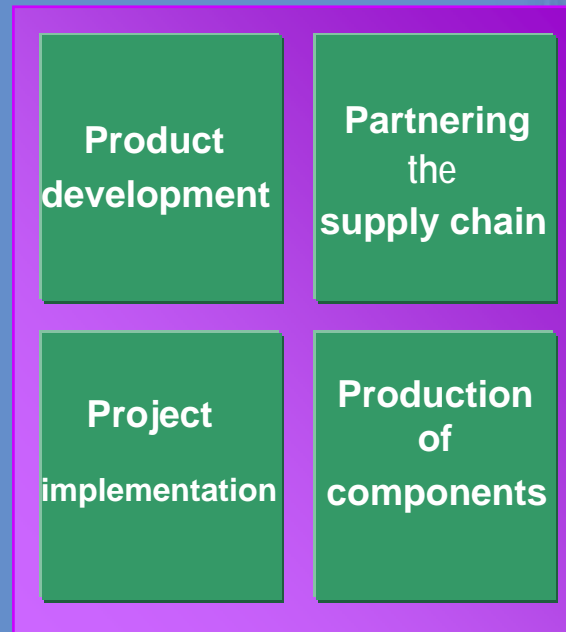 Product
development
Partnering
the
supply chain
Project
implementation
Production
of
components